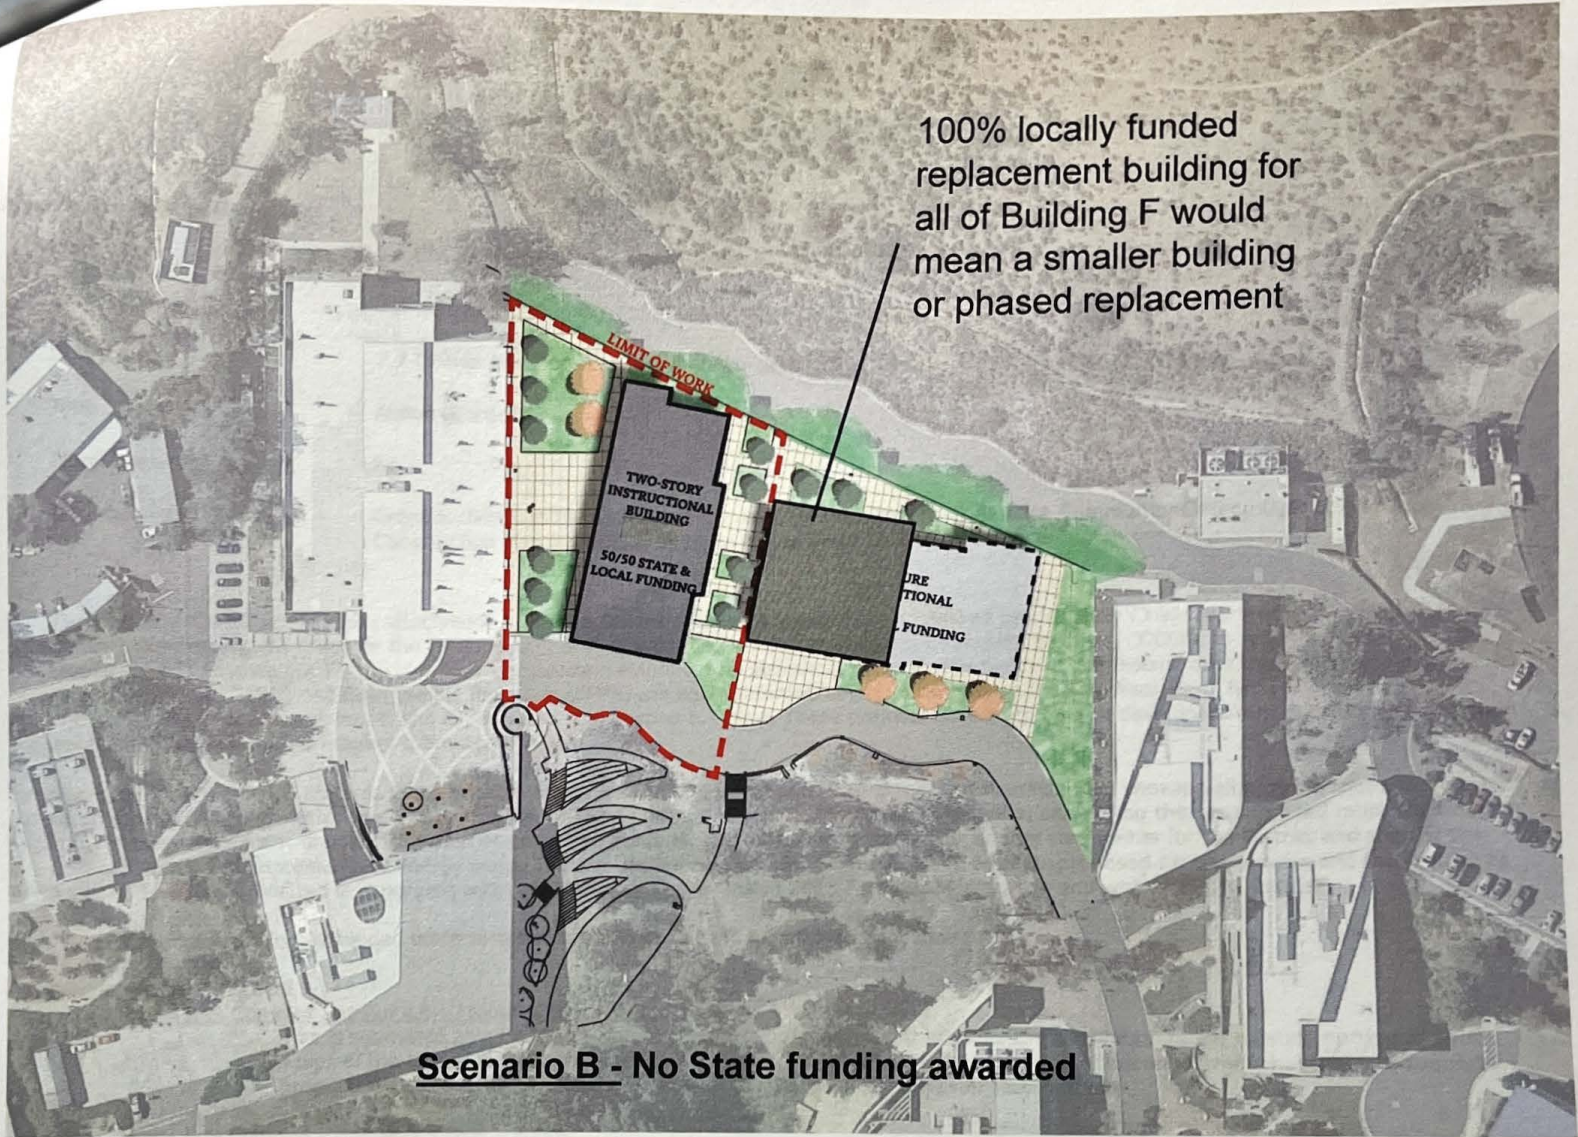 100% locally funded
replacement building for
all of Building F would
mean a smaller building
or phased replacement
LIMIT OF WORK
TWO-STORY
INSTRUCTIONAL
BUILDING
50/50 STATE &
LOCAL FUNDING
URE
TIONAL
FUNDING
Scenario B - No State funding awarded